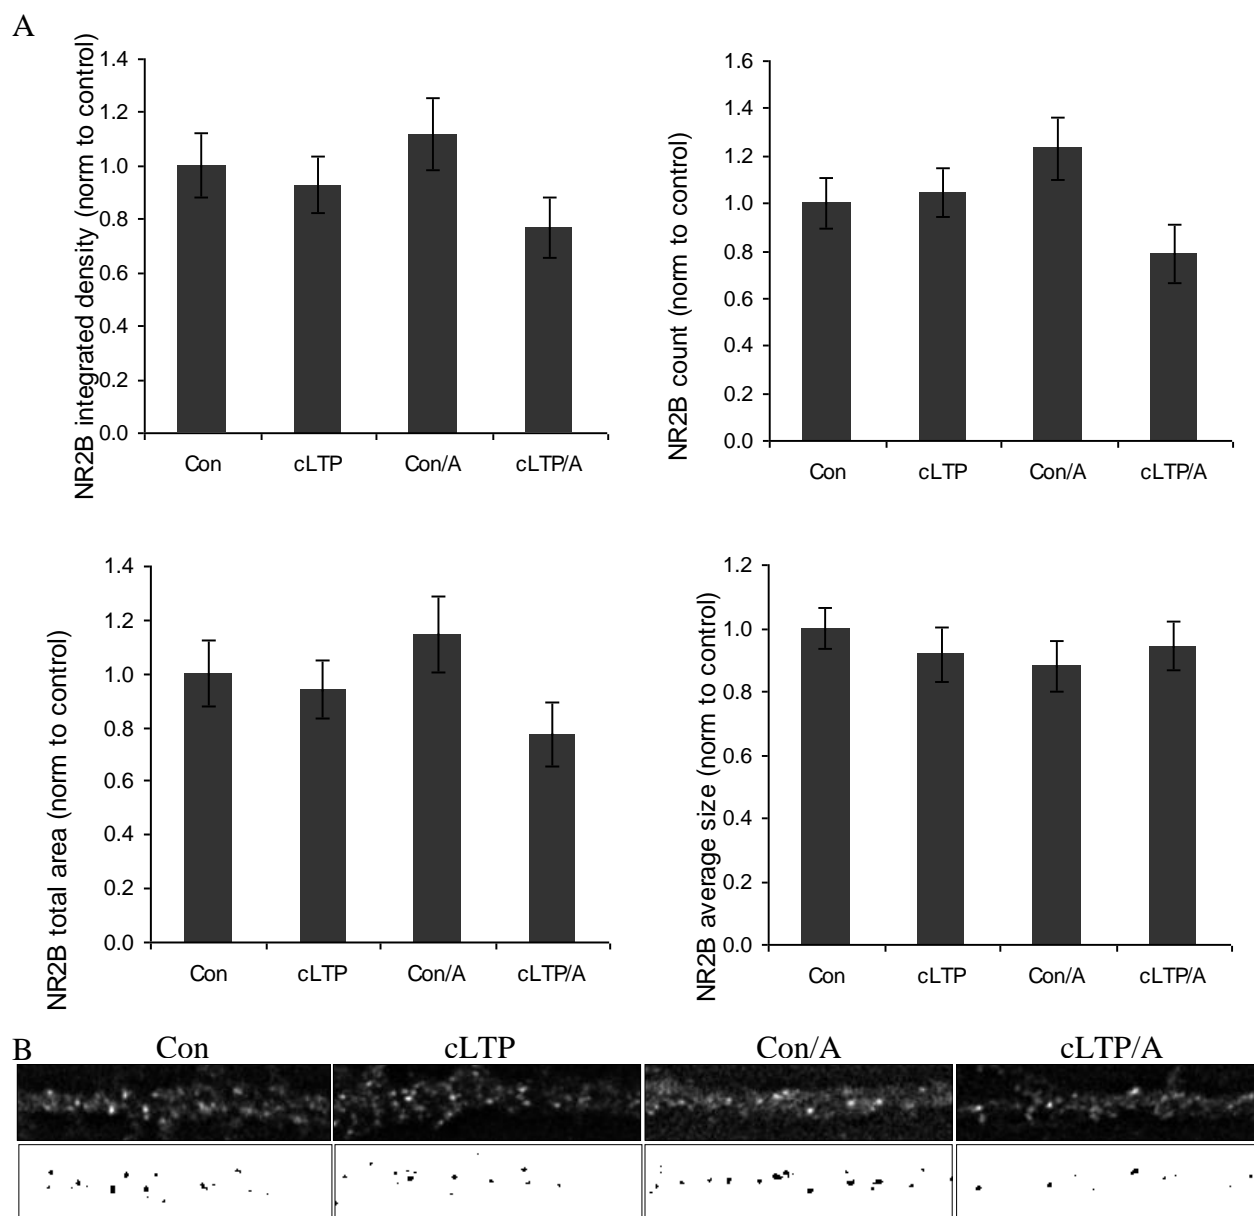 A
NR2B integrated density (norm to control)
1.4
1.2
1.0
0.8
0.6
0.4
0.2
0.0
Con cLTP Con/A cLTP/A
NR2B count (norm to control)
1.6
1.4
1.2
1.0
0.8
0.6
0.4
0.2
0.0
Con cLTP Con/A cLTP/A
NR2B total area (norm to control)
1.4
1.2
1.0
0.8
0.6
0.4
0.2
0.0
Con cLTP Con/A cLTP/A
NR2B average size (norm to control)
1.2
1.0
0.8
0.6
0.4
0.2
0.0
Con cLTP Con/A cLTP/A
B
Con cLTP Con/A cLTP/A